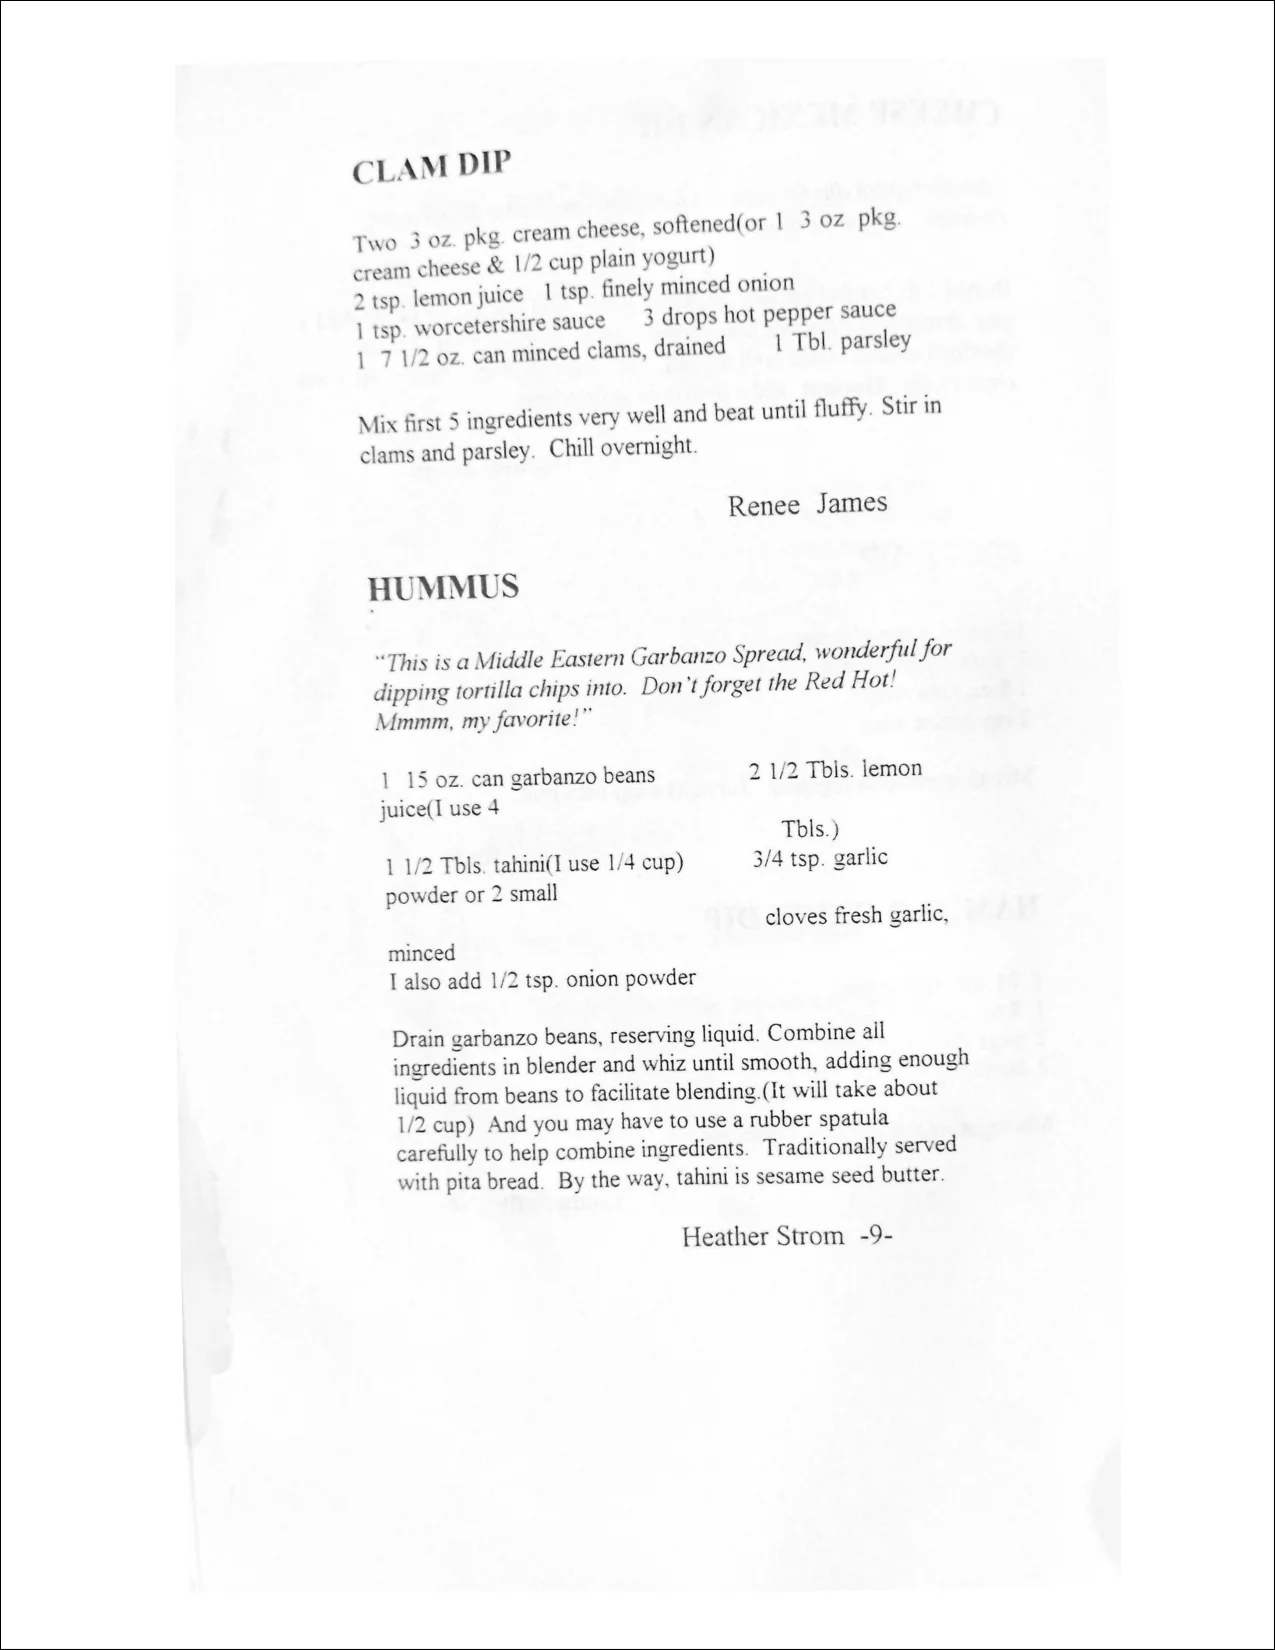 CLAM DIP
Two 3 oz. pkg. cream cheese, softened(or 1 3 oz pkg.
cream cheese & 1/2 cup plain yogurt)
2 tsp. lemon juice 1 tsp. finely minced onion
1 tsp. worcetershire sauce 3 drops hot pepper sauce
1 7 1/2 oz. can minced clams, drained 1 Tbl. parsley
Mix first 5 ingredients very well and beat until fluffy. Stir in
clams and parsley. Chill overnight.
Renee James
HUMMUS
"This is a Middle Eastern Garbanzo Spread, wonderful for
dipping tortilla chips into. Don't forget the Red Hot!
Mmmm, my favorite!"
1 15 oz. can garbanzo beans 2 1/2 Tbls. lemon
juice(I use 4
Tbls.)
1 1/2 Tbls. tahini(I use 1/4 cup) 3/4 tsp. garlic
powder or 2 small
cloves fresh garlic,
minced
I also add 1/2 tsp. onion powder
Drain garbanzo beans, reserving liquid. Combine all
ingredients in blender and whiz until smooth, adding enough
liquid from beans to facilitate blending.(It will take about
1/2 cup) And you may have to use a rubber spatula
carefully to help combine ingredients. Traditionally served
with pita bread. By the way, tahini is sesame seed butter.
Heather Strom -9-